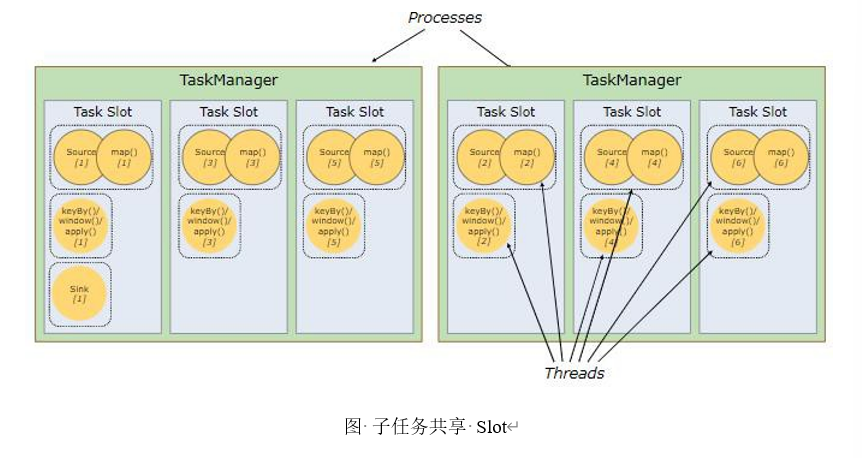 Processes
TaskManager
TaskManager
Task Slot
Task Slot
Task Slot
Task Slot
Task Slot
Task Slot
Source
[1]
map()
[1]
Source
[3]
map()
[3]
Source
[5]
map()
[5]
Source
[2]
map()
[2]
Source
[4]
map()
[4]
Source
[6]
map()
[6]
keyBy()/
window()/
apply()
[1]
keyBy()/
window()/
apply()
[3]
keyBy()/
window()/
apply()
[5]
keyBy()/
window()/
apply()
[2]
keyBy()/
window()/
apply()
[4]
keyBy()/
window()/
apply()
[6]
Sink
[1]
Threads
图· 子任务共享· Slot↵